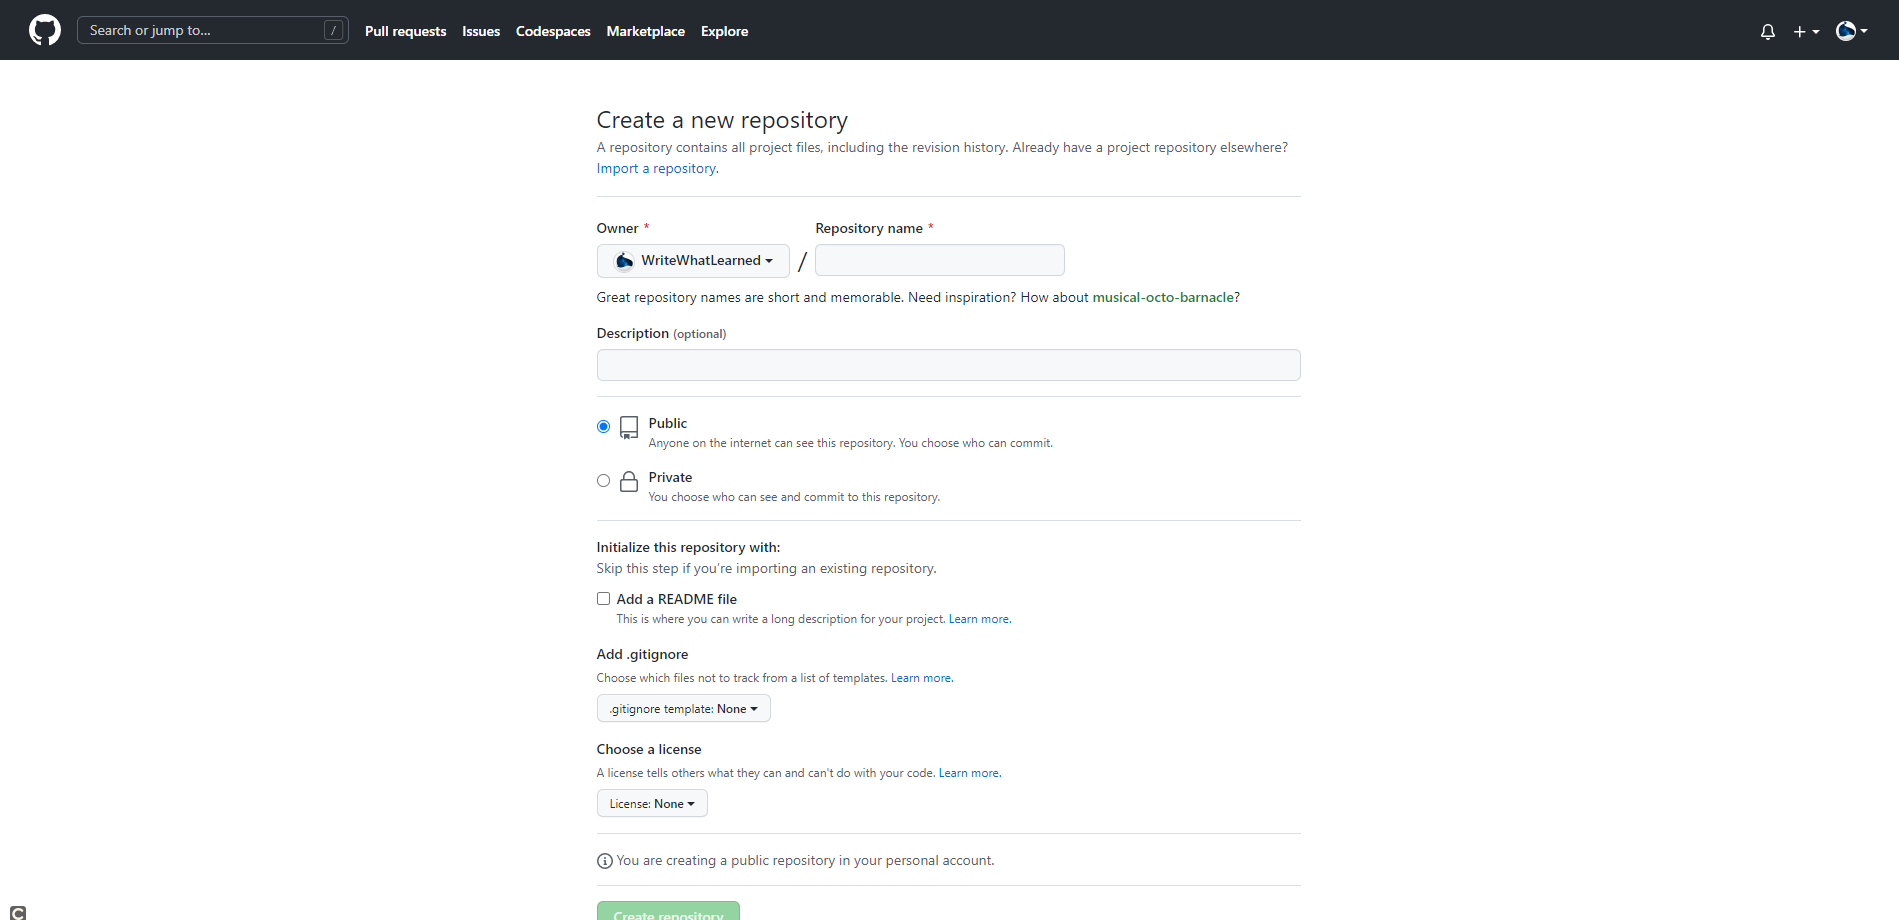 Search or jump to... /
Pull requests Issues Codespaces Marketplace Explore
Create a new repository
A repository contains all project files, including the revision history. Already have a project repository elsewhere?
Import a repository.
Owner * Repository name *
WriteWhatLearned /
Great repository names are short and memorable. Need inspiration? How about musical-octo-barnacle?
Description (optional)
Public
Anyone on the internet can see this repository. You choose who can commit.
Private
You choose who can see and commit to this repository.
Initialize this repository with:
Skip this step if you’re importing an existing repository.
Add a README file
This is where you can write a long description for your project. Learn more.
Add .gitignore
Choose which files not to track from a list of templates. Learn more.
.gitignore template: None
Choose a license
A license tells others what they can and can't do with your code. Learn more.
License: None
You are creating a public repository in your personal account.
Create repository